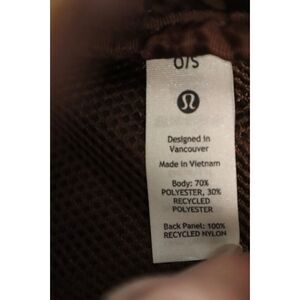 O/S
Designed in
Vancouver
Made in Vietnam
Body: 70%
POLYESTER, 30%
RECYCLED
POLYESTER
Back Panel: 100%
RECYCLED NYLON